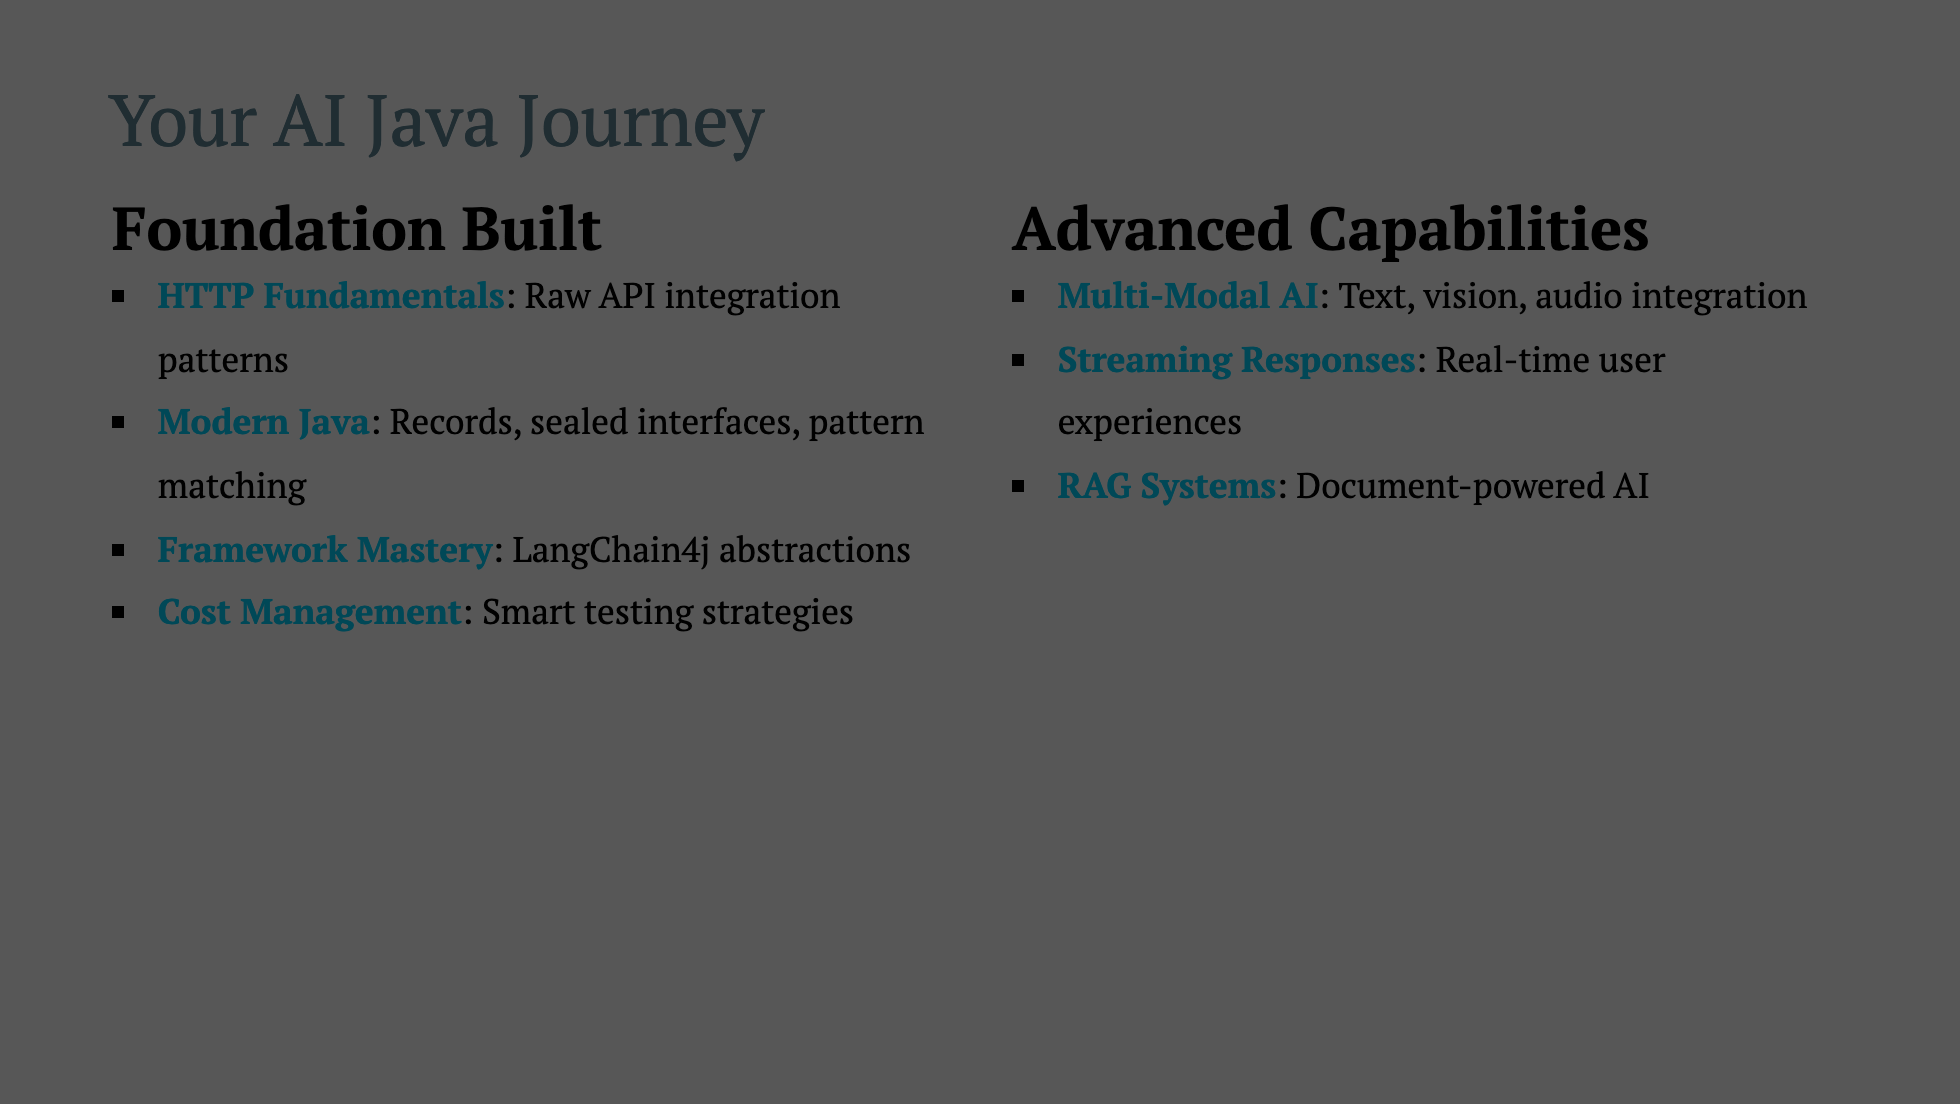 Your AI Java Journey
Foundation Built
HTTP Fundamentals: Raw API integration
patterns
Modern Java: Records, sealed interfaces, pattern
matching
Framework Mastery: LangChain4j abstractions
Cost Management: Smart testing strategies
Advanced Capabilities
Multi-Modal AI: Text, vision, audio integration
Streaming Responses: Real-time user
experiences
RAG Systems: Document-powered AI